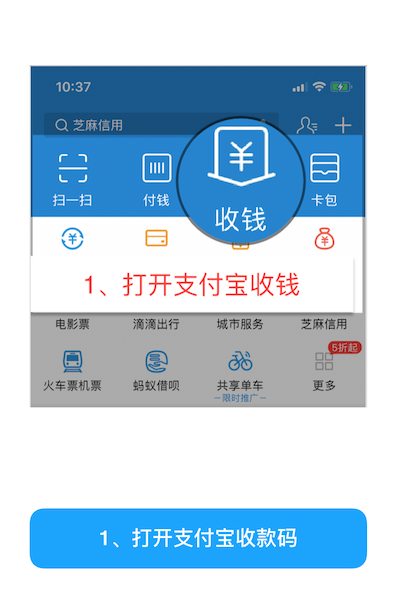 10:37
芝麻信用
扫一扫
付钱
收钱
卡包
1、打开支付宝收钱
电影票
滴滴出行
城市服务
芝麻信用
5折起
火车票机票
蚂蚁借呗
共享单车
更多
限时推广
1、打开支付宝收款码